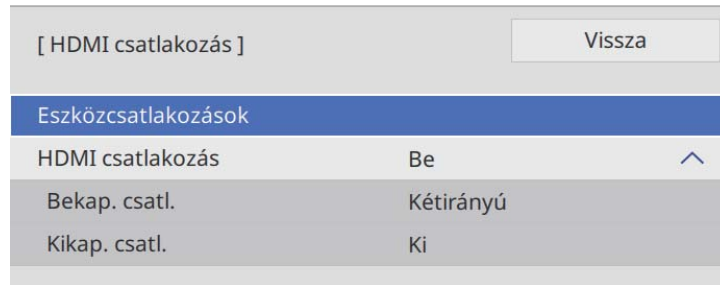 [ HDMI csatlakozás ] Vissza
Eszközcsatlakozások
HDMI csatlakozás Be
Bekap. csatl. Kétirányú
Kikap. csatl. Ki